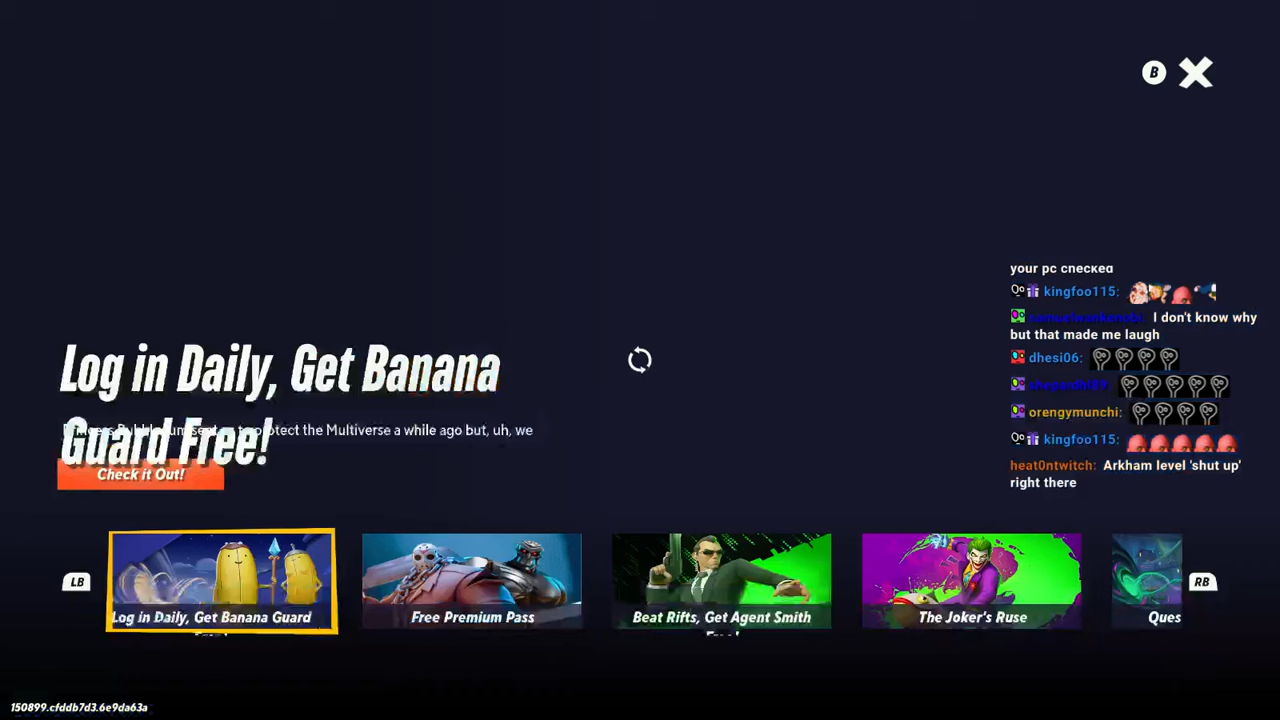 B
your pc checked
kingfoo115:
I don't know why
but that made me laugh
dhesi06:
orengymunchi:
kingfoo115:
heat0ntwitch: Arkham level 'shut up'
right there
Log in Daily, Get Banana
Guard Free!
protect the Multiverse a while ago but, uh, we
Check it Out!
LB
Log in Daily, Get Banana Guard
Free Premium Pass
Beat Rifts, Get Agent Smith
The Joker's Ruse
Ques
RB
150899.cfddb7d3.6e9da63a